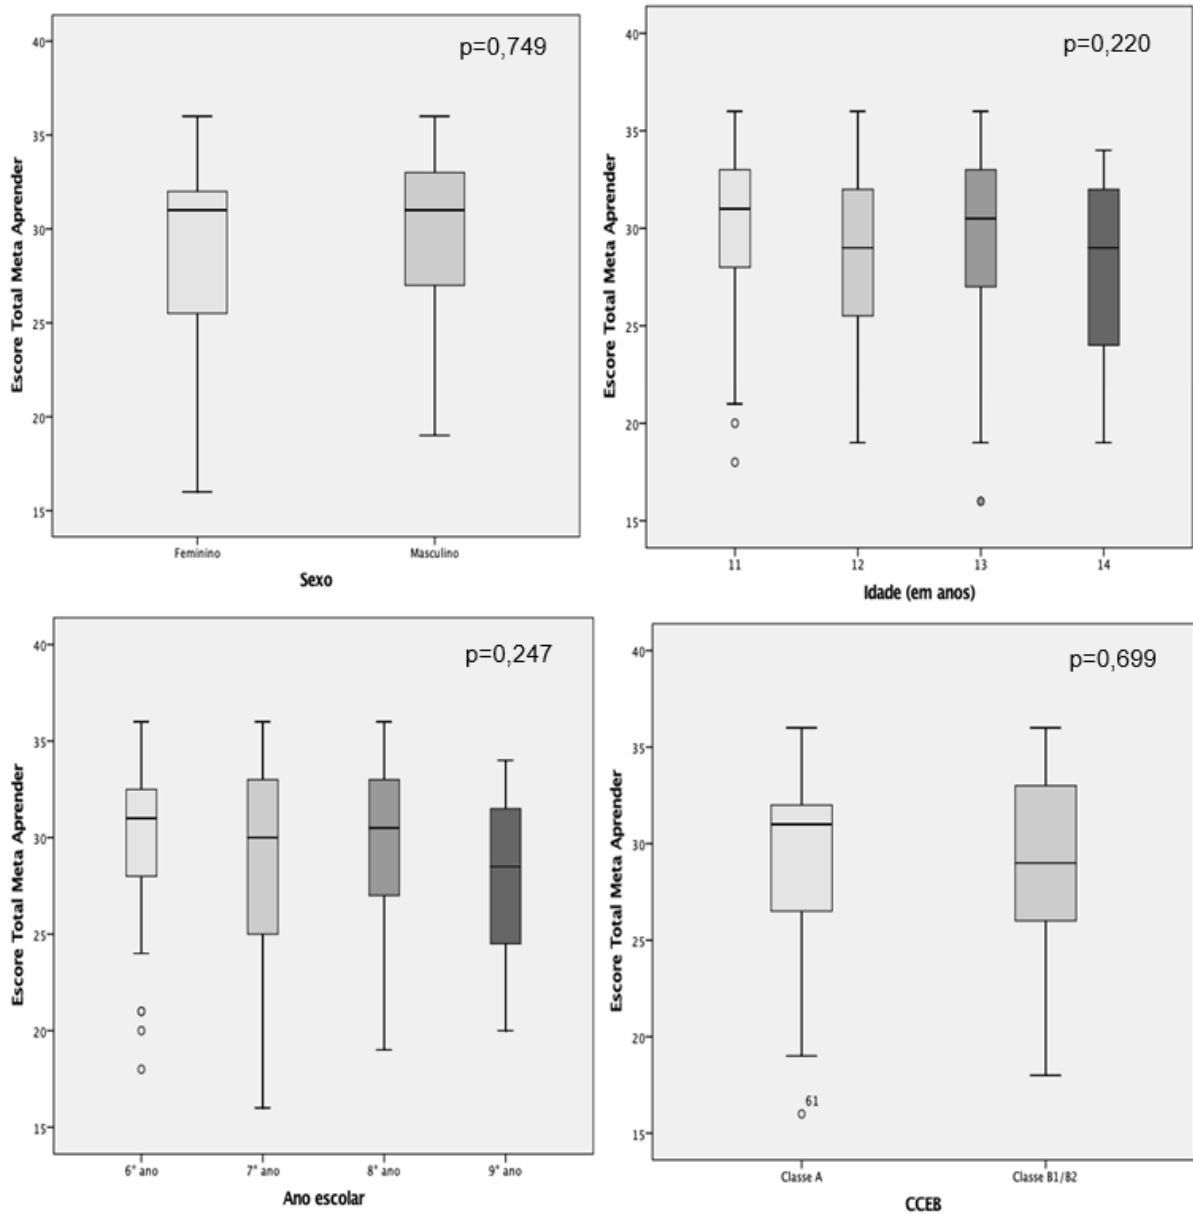 p=0,749
Escore Total Meta Aprender
40
35
30
25
20
15
Feminino Masculino
Sexo
p=0,220
Escore Total Meta Aprender
40
35
30
25
20
15
11 12 13 14
Idade (em anos)
p=0,247
Escore Total Meta Aprender
40
35
30
25
20
15
6° ano 7° ano 8° ano 9° ano
Ano escolar
p=0,699
Escore Total Meta Aprender
40
35
30
25
20
15
61
Classe A Classe B1/B2
CCEB